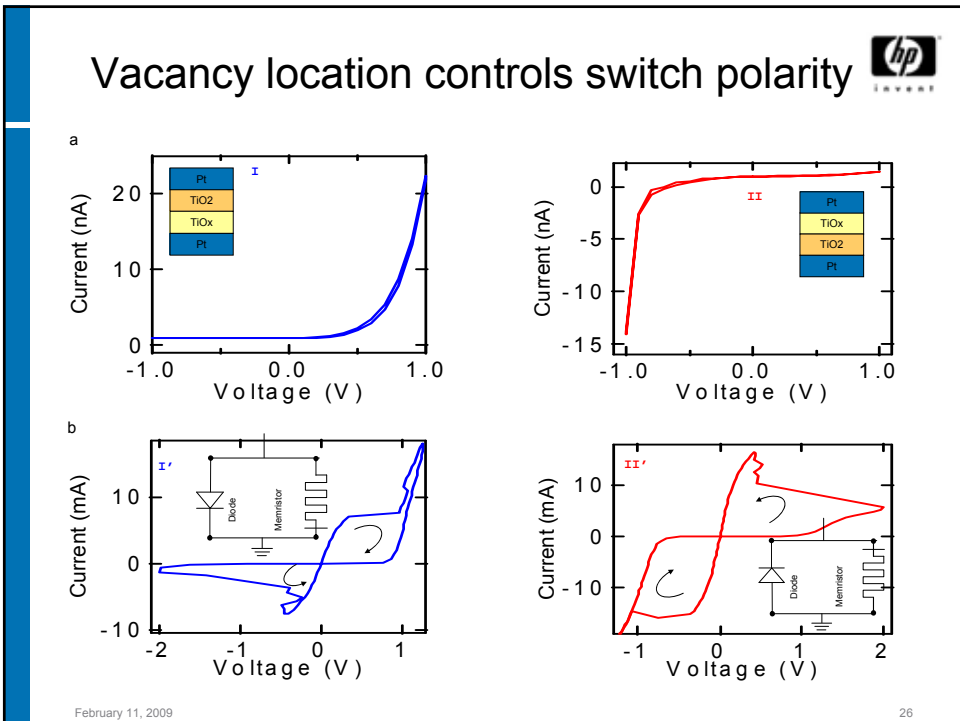 Vacancy location controls switch polarity
hp
invent
a
I
Pt
TiO2
TiOx
Pt
Current (nA)
20
10
0
-1.0 0.0 1.0
Voltage (V)
II
Pt
TiOx
TiO2
Pt
Current (nA)
0
-5
-10
-15
-1.0 0.0 1.0
Voltage (V)
b
I'
Diode
Memristor
Current (mA)
10
0
-10
-2 -1 0 1
Voltage (V)
II'
Diode
Memristor
Current (mA)
10
0
-10
-1 0 1 2
Voltage (V)
February 11, 2009
26